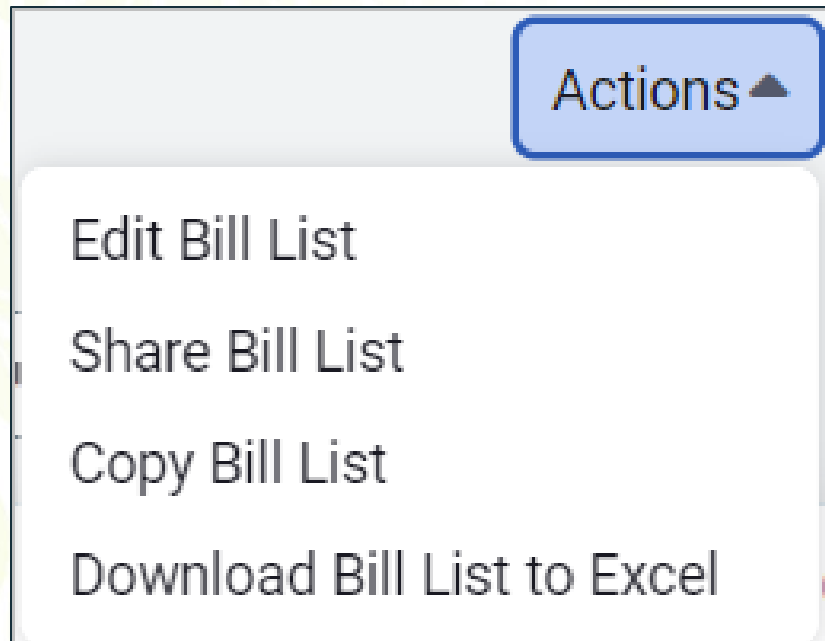 Actions
Edit Bill List
Share Bill List
Copy Bill List
Download Bill List to Excel